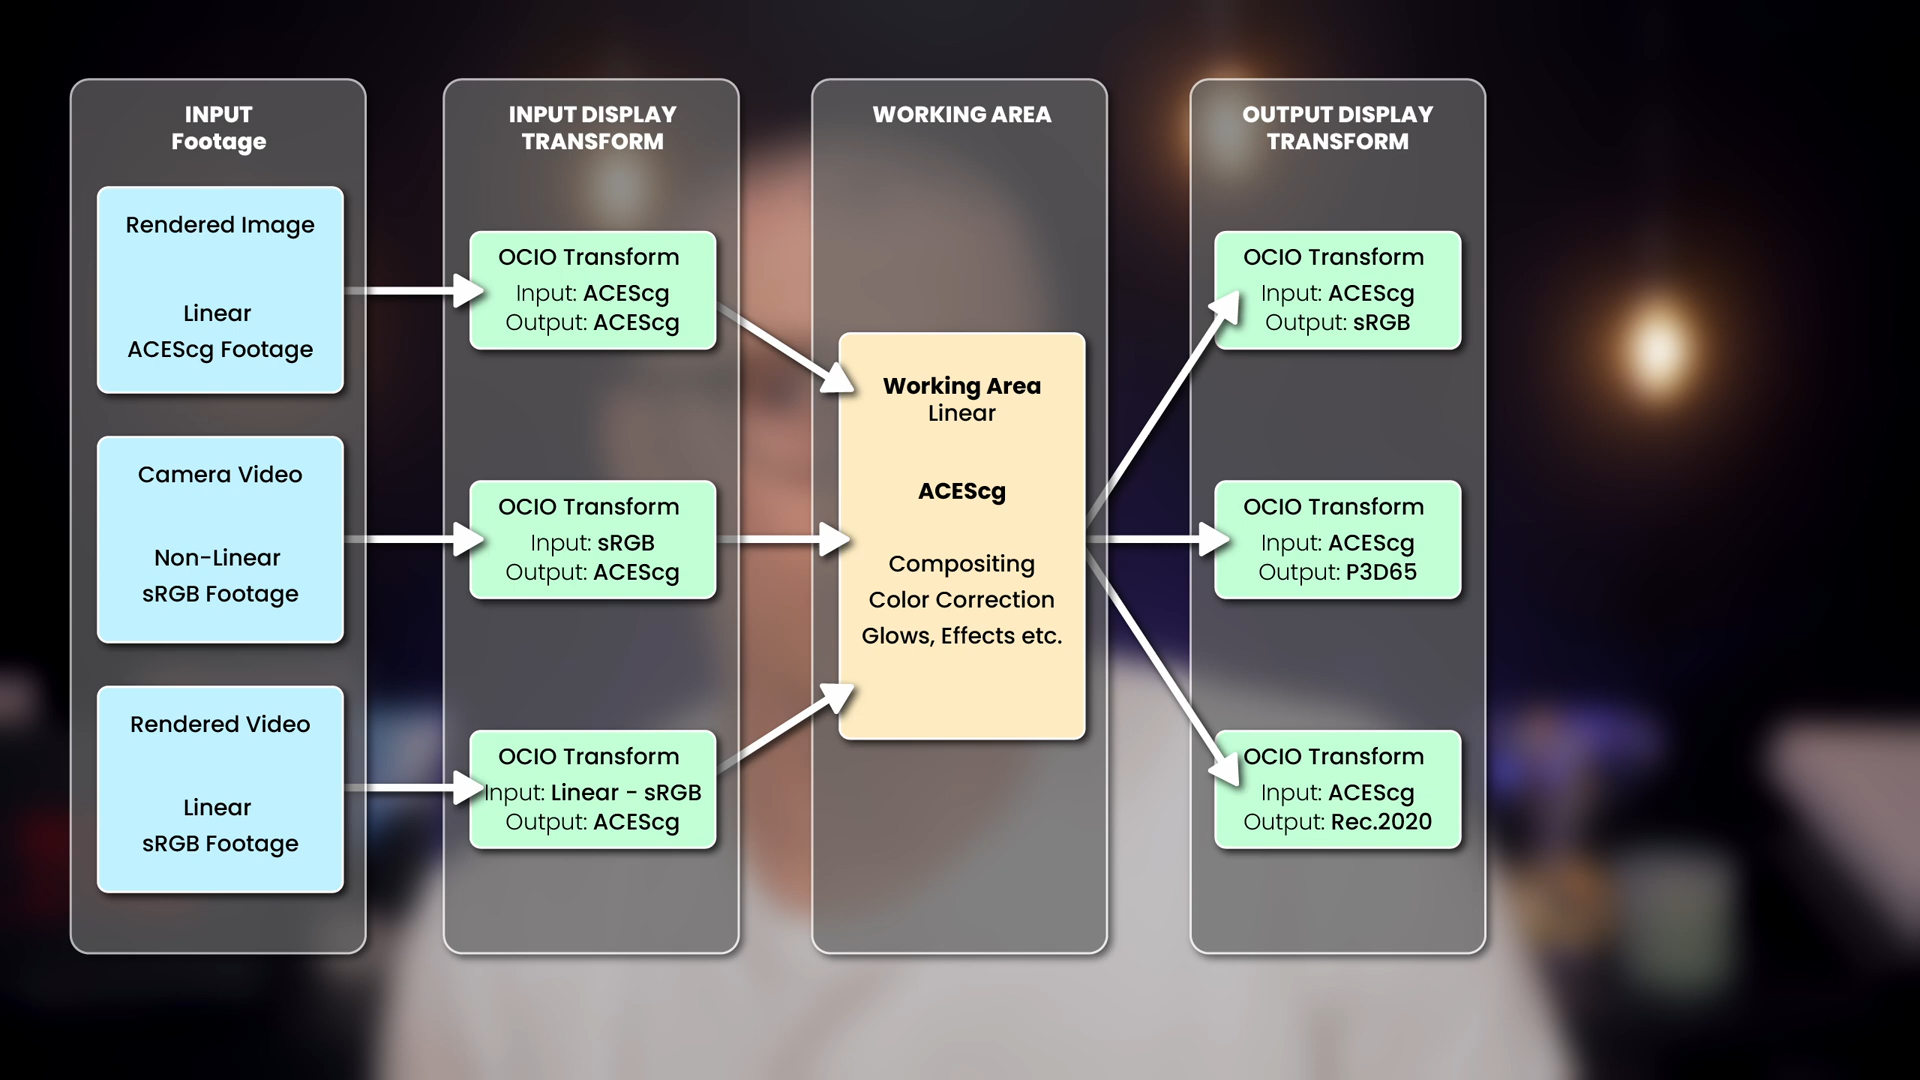 INPUT
Footage
Rendered Image
Linear
ACEScg Footage
Camera Video
Non-Linear
sRGB Footage
Rendered Video
Linear
sRGB Footage
INPUT DISPLAY
TRANSFORM
OCIO Transform
Input: ACEScg
Output: ACEScg
OCIO Transform
Input: sRGB
Output: ACEScg
OCIO Transform
Input: Linear - sRGB
Output: ACEScg
WORKING AREA
Working Area
Linear
ACEScg
Compositing
Color Correction
Glows, Effects etc.
OUTPUT DISPLAY
TRANSFORM
OCIO Transform
Input: ACEScg
Output: sRGB
OCIO Transform
Input: ACEScg
Output: P3D65
OCIO Transform
Input: ACEScg
Output: Rec.2020